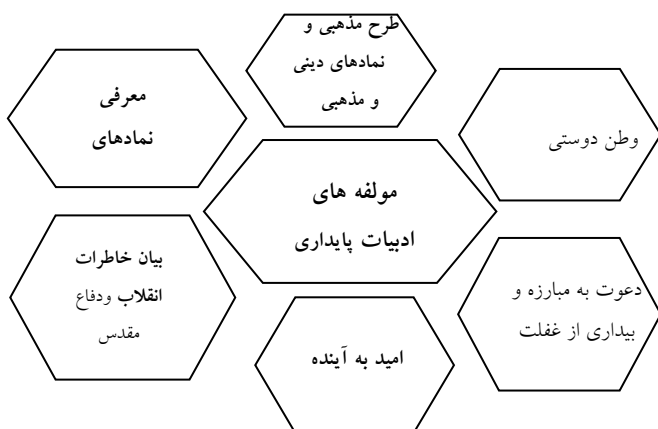 طرح مذهبی و
نمادهای دینی
و مذهبی
معرفی
نمادهای
وطن دوستی
مولفه های
ادبیات پایداری
بیان خاطرات
انقلاب ودفاع
مقدس
دعوت به مبارزه و
بیداری از غفلت
امید به آینده